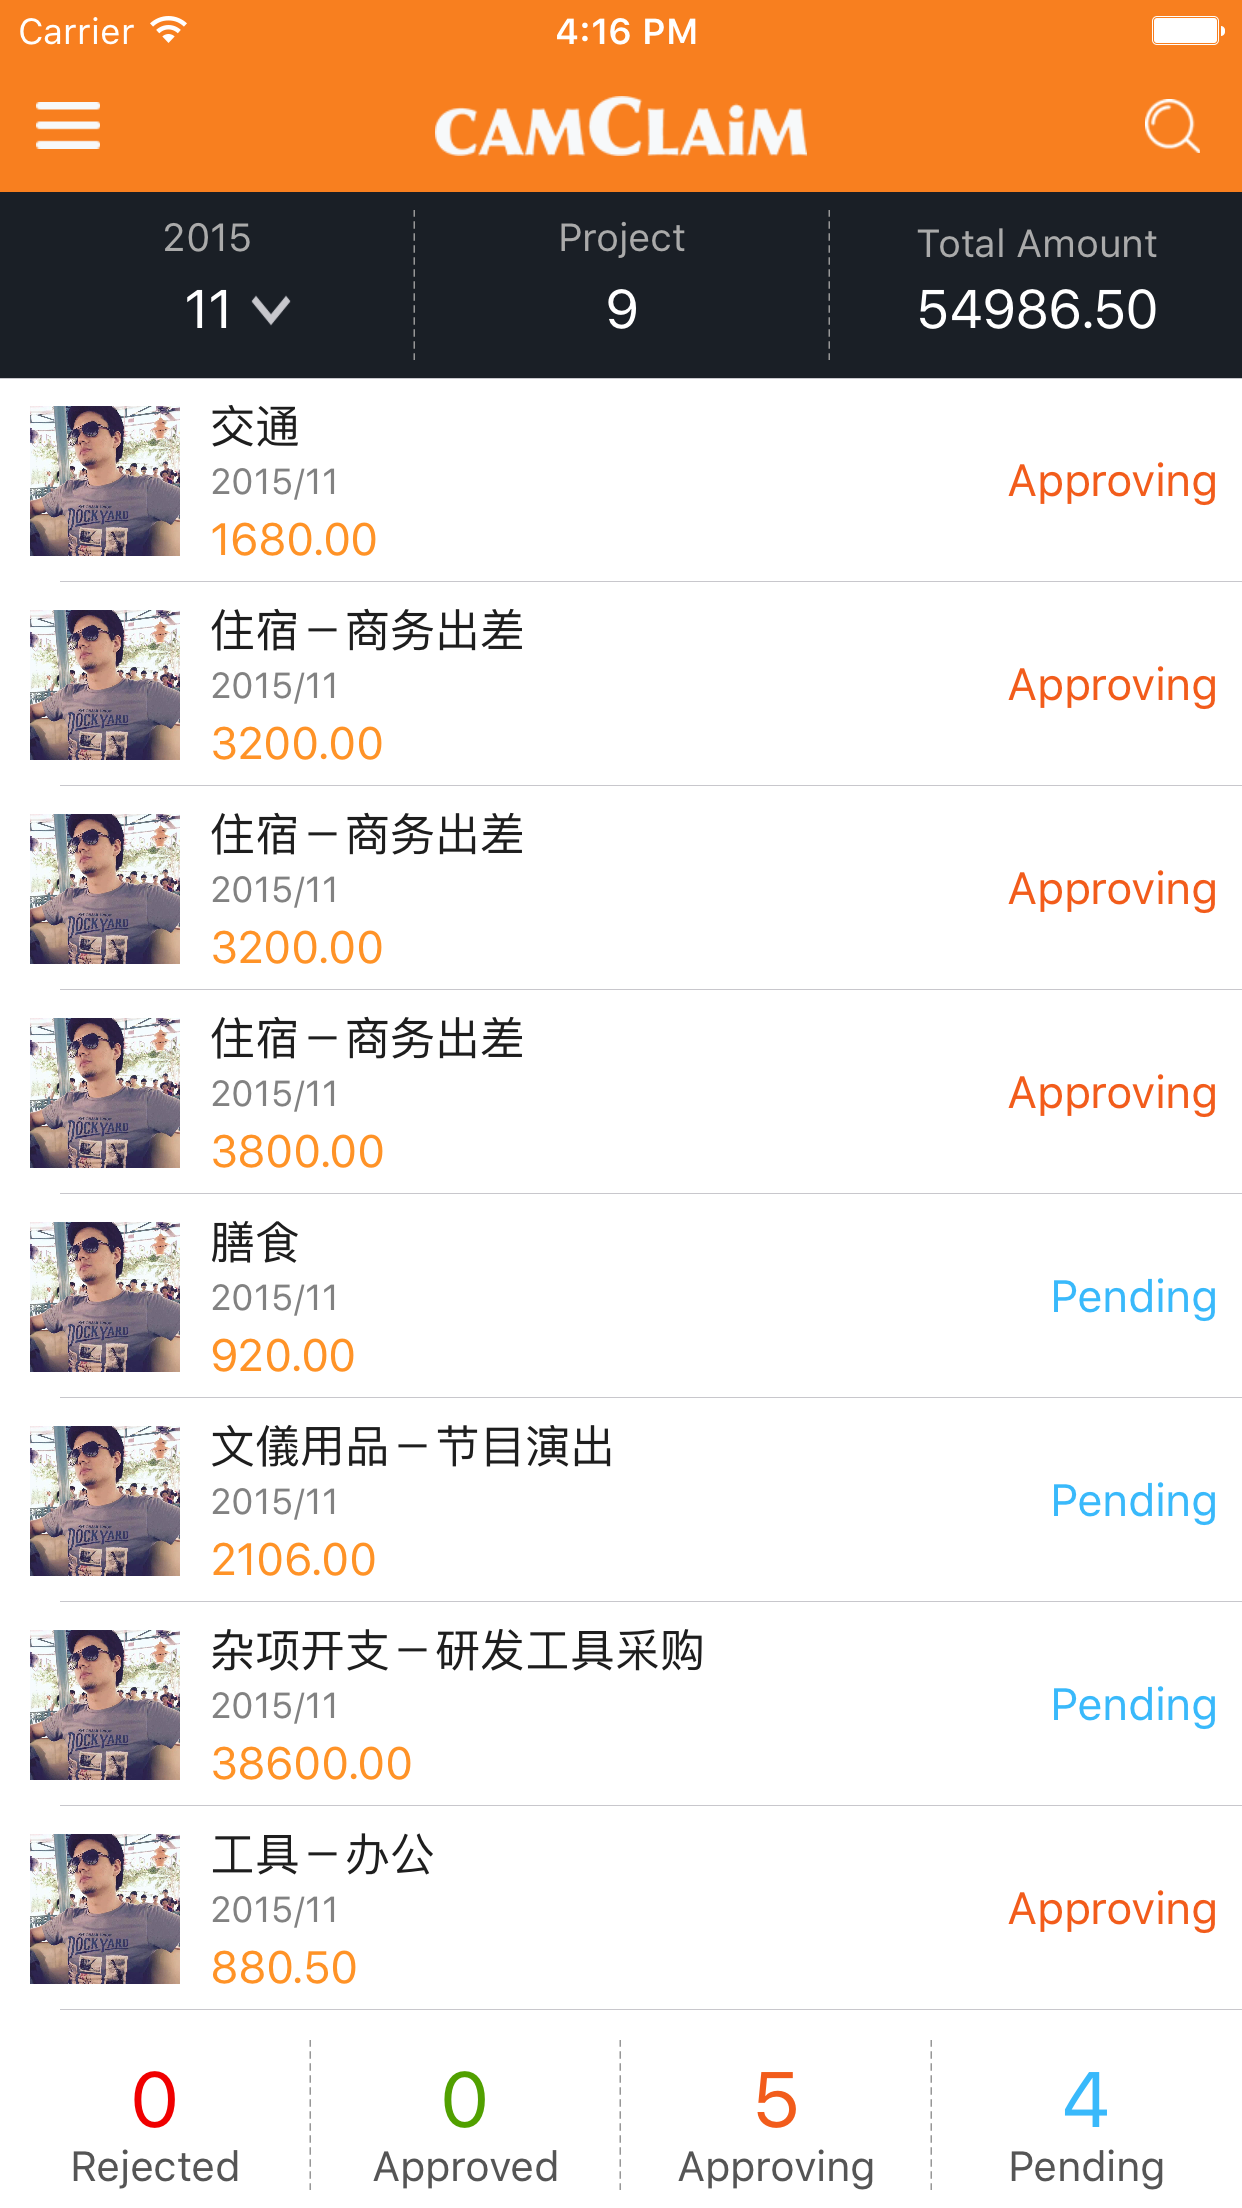 Carrier 4:16 PM
CAMCLAiM
2015 Project Total Amount
11 9 54986.50
交通
2015/11
1680.00
Approving
住宿－商务出差
2015/11
3200.00
Approving
住宿－商务出差
2015/11
3200.00
Approving
住宿－商务出差
2015/11
3800.00
Approving
膳食
2015/11
920.00
Pending
文儀用品－节目演出
2015/11
2106.00
Pending
杂项开支－研发工具采购
2015/11
38600.00
Pending
工具－办公
2015/11
880.50
Approving
0 0 5 4
Rejected Approved Approving Pending